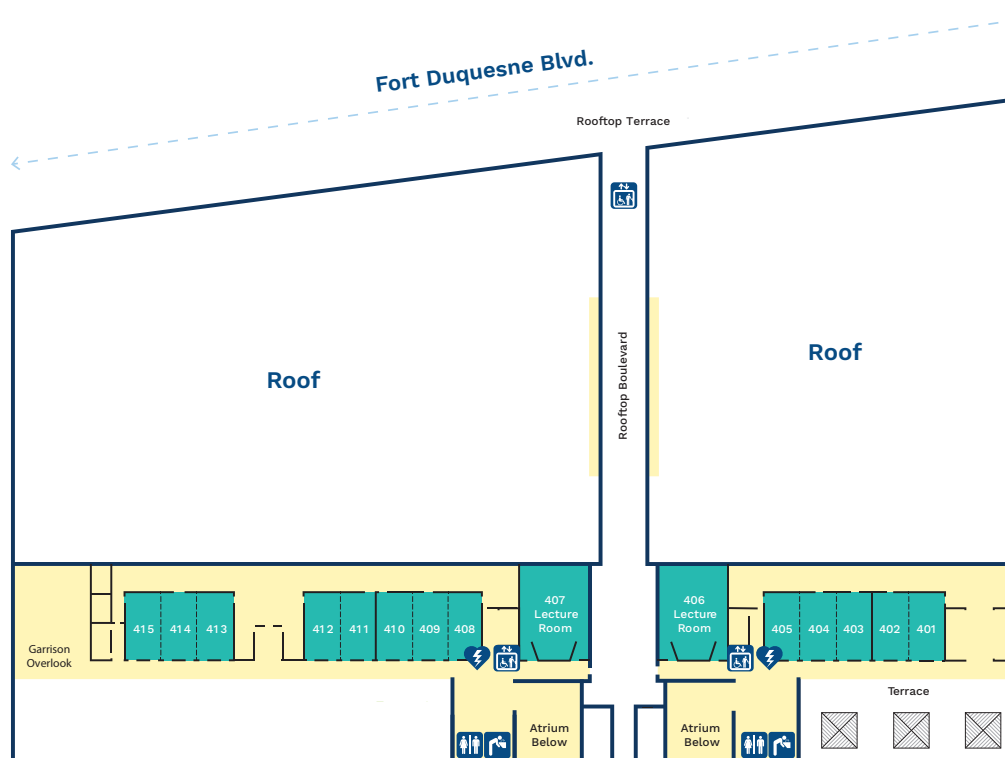 Fort Duquesne Blvd.
Rooftop Terrace
Rooftop Boulevard
Roof
Roof
407
Lecture
Room
406
Lecture
Room
415
414
413
412
411
410
409
408
405
404
403
402
401
Garrison
Overlook
Terrace
Atrium
Below
Atrium
Below